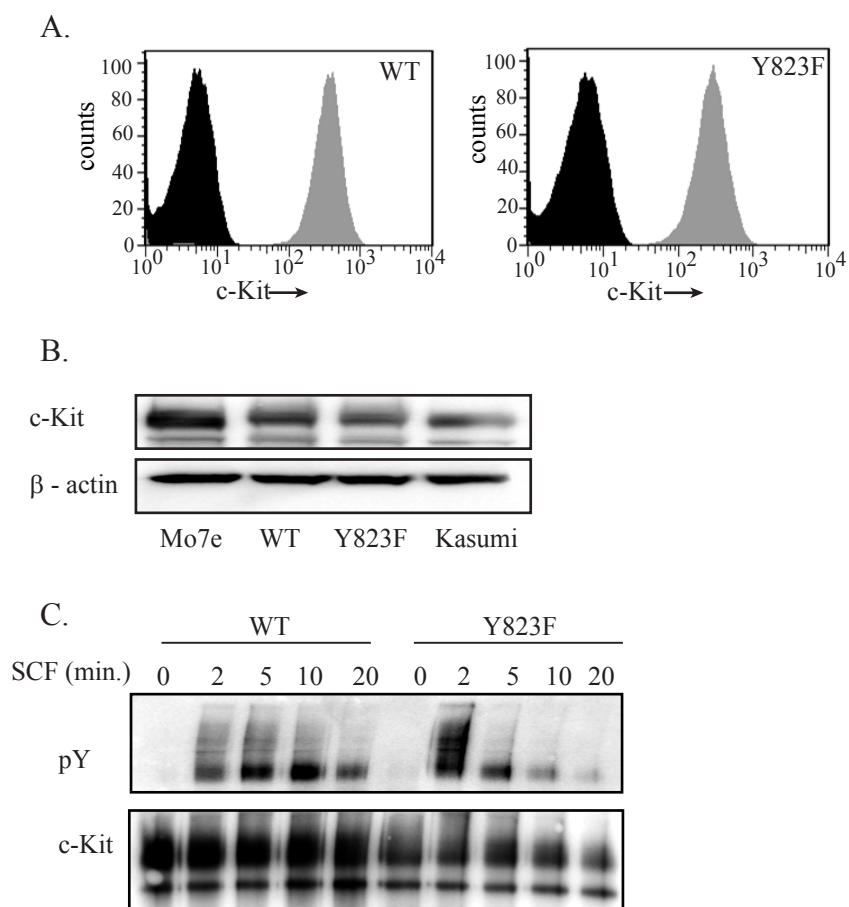 A.
WT
Y823F
100
80
60
40
20
0
counts
10^0 10^1 10^2 10^3 10^4
c-Kit→
100
80
60
40
20
0
counts
10^0 10^1 10^2 10^3 10^4
c-Kit→
B.
c-Kit
β - actin
Mo7e WT Y823F Kasumi
C.
WT Y823F
SCF (min.) 0 2 5 10 20 0 2 5 10 20
pY
c-Kit